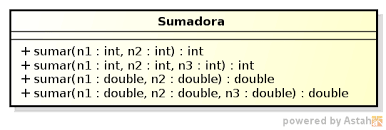 Sumadora
+ sumar(n1 : int, n2 : int) : int
+ sumar(n1 : int, n2 : int, n3 : int) : int
+ sumar(n1 : double, n2 : double) : double
+ sumar(n1 : double, n2 : double, n3 : double) : double
powered by Astah